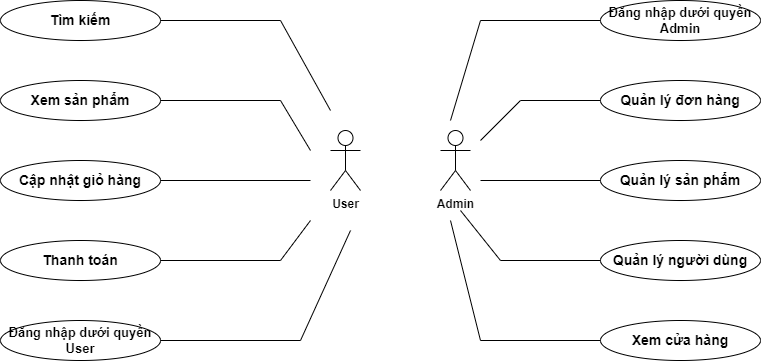 Tìm kiếm
Đăng nhập dưới quyền
Admin
Xem sản phẩm
Quản lý đơn hàng
Cập nhật giỏ hàng
Quản lý sản phẩm
User
Admin
Thanh toán
Quản lý người dùng
Đăng nhập dưới quyền
User
Xem cửa hàng